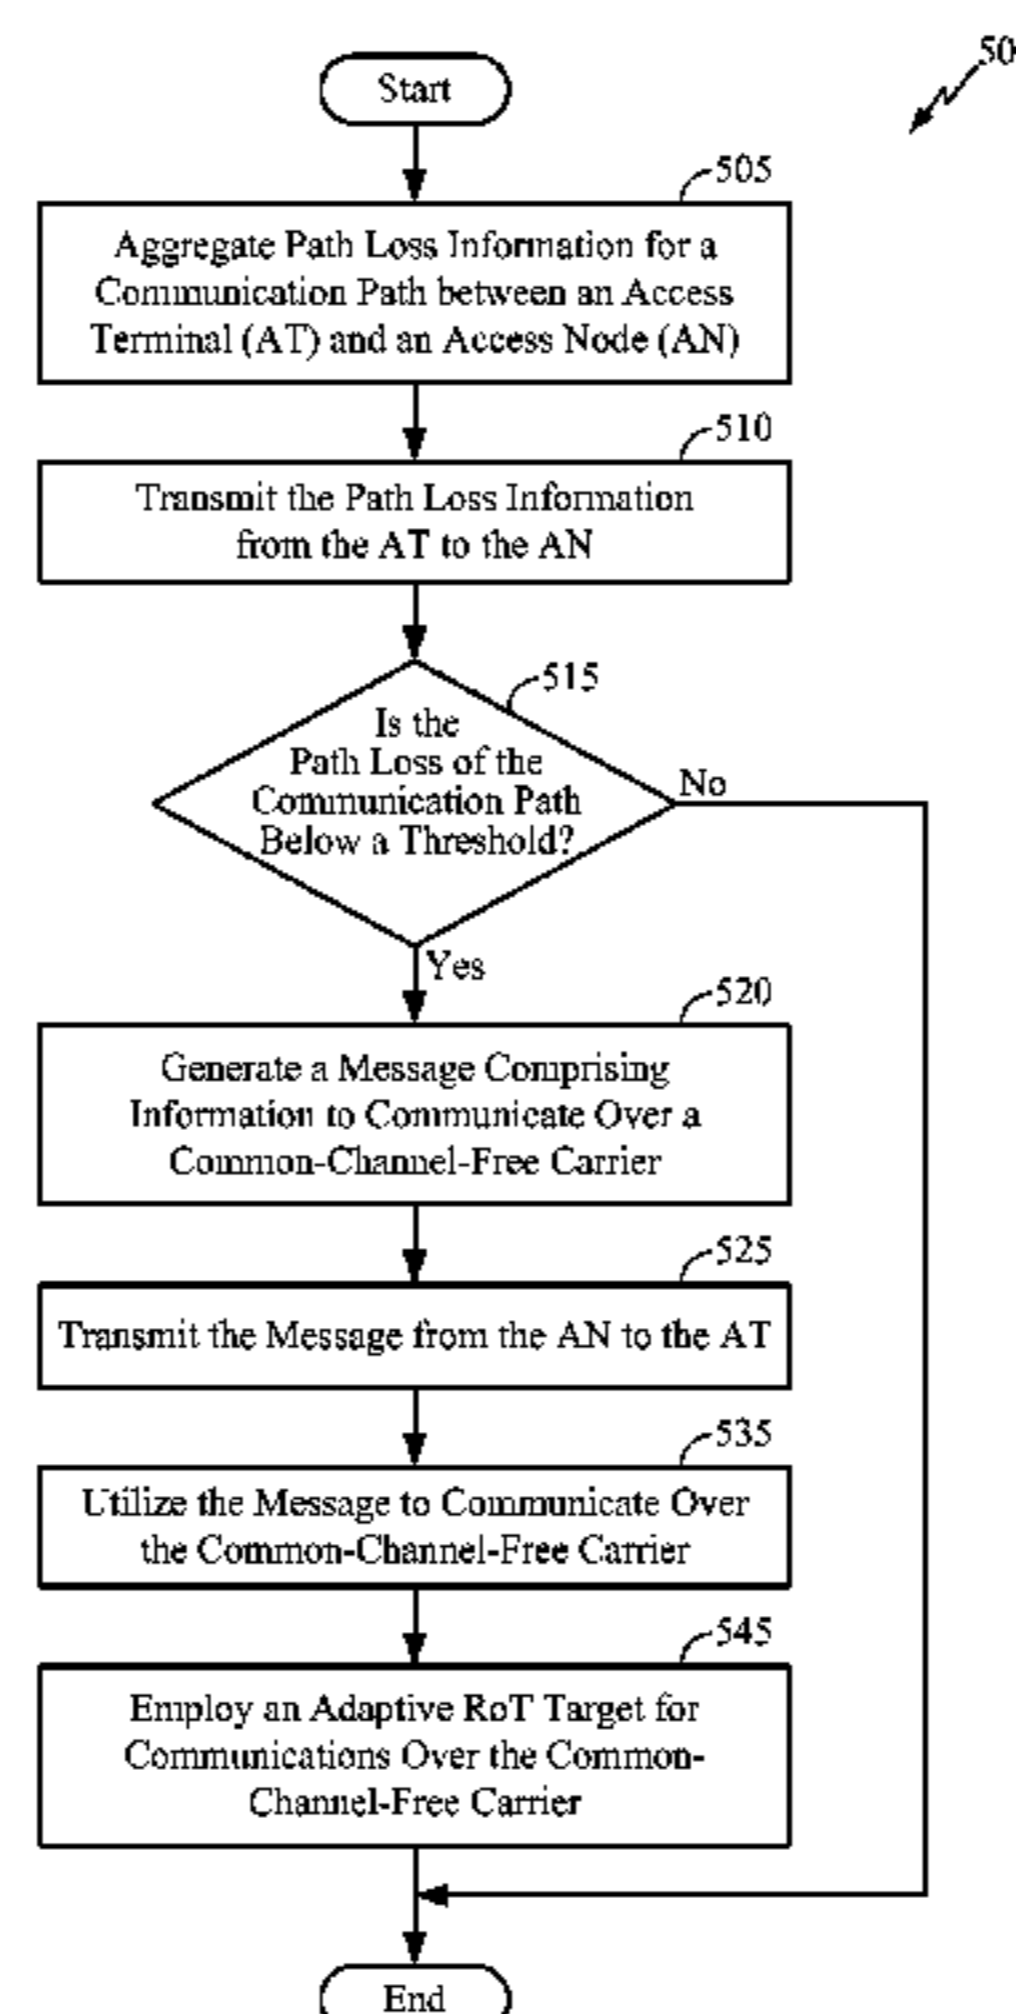 Start
50
505
Aggregate Path Loss Information for a
Communication Path between an Access
Terminal (AT) and an Access Node (AN)
510
Transmit the Path Loss Information
from the AT to the AN
515
Is the
Path Loss of the
Communication Path
Below a Threshold?
No
Yes
520
Generate a Message Comprising
Information to Communicate Over a
Common-Channel-Free Carrier
525
Transmit the Message from the AN to the AT
535
Utilize the Message to Communicate Over
the Common-Channel-Free Carrier
545
Employ an Adaptive RoT Target for
Communications Over the Common-
Channel-Free Carrier
End